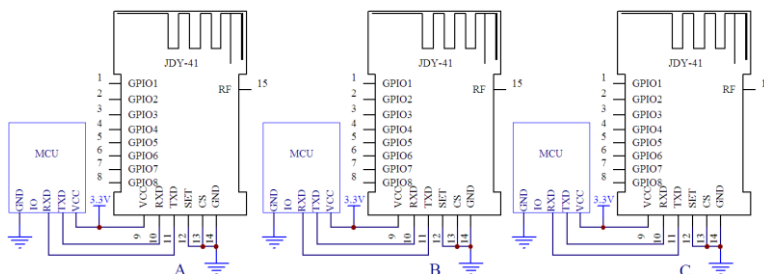 JDY-41
RF
15
1 GPIO1
2 GPIO2
3 GPIO3
4 GPIO4
5 GPIO5
6 GPIO6
7 GPIO7
8 GPIO8
MCU
GND
IO
RXD
TXD
VCC
3.3V
VCC
RXD
TXD
SET
CS
GND
9
10
11
12
13
14
A
JDY-41
RF
15
1 GPIO1
2 GPIO2
3 GPIO3
4 GPIO4
5 GPIO5
6 GPIO6
7 GPIO7
8 GPIO8
MCU
GND
IO
RXD
TXD
VCC
3.3V
VCC
RXD
TXD
SET
CS
GND
9
10
11
12
13
14
B
JDY-41
RF
1 GPIO1
2 GPIO2
3 GPIO3
4 GPIO4
5 GPIO5
6 GPIO6
7 GPIO7
8 GPIO8
MCU
GND
IO
RXD
TXD
VCC
3.3V
VCC
RXD
TXD
SET
CS
GND
9
10
11
12
13
14
C